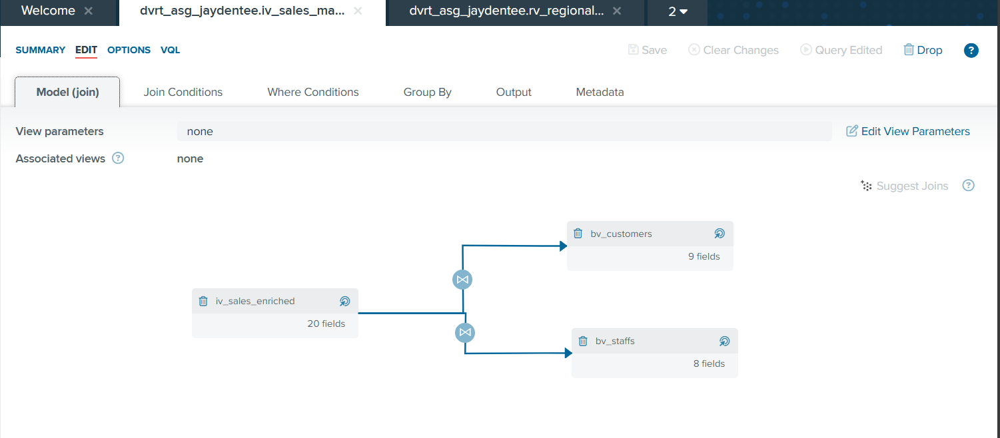 Welcome dvrt_asg_jaydentee.iv_sales_ma... dvrt_asg_jaydentee.rv_regional... 2
SUMMARY EDIT OPTIONS VQL Save Clear Changes Query Edited Drop ?
Model (join) Join Conditions Where Conditions Group By Output Metadata
View parameters none Edit View Parameters
Associated views ? none
Suggest Joins ?
bv_customers
9 fields
iv_sales_enriched
20 fields
bv_staffs
8 fields